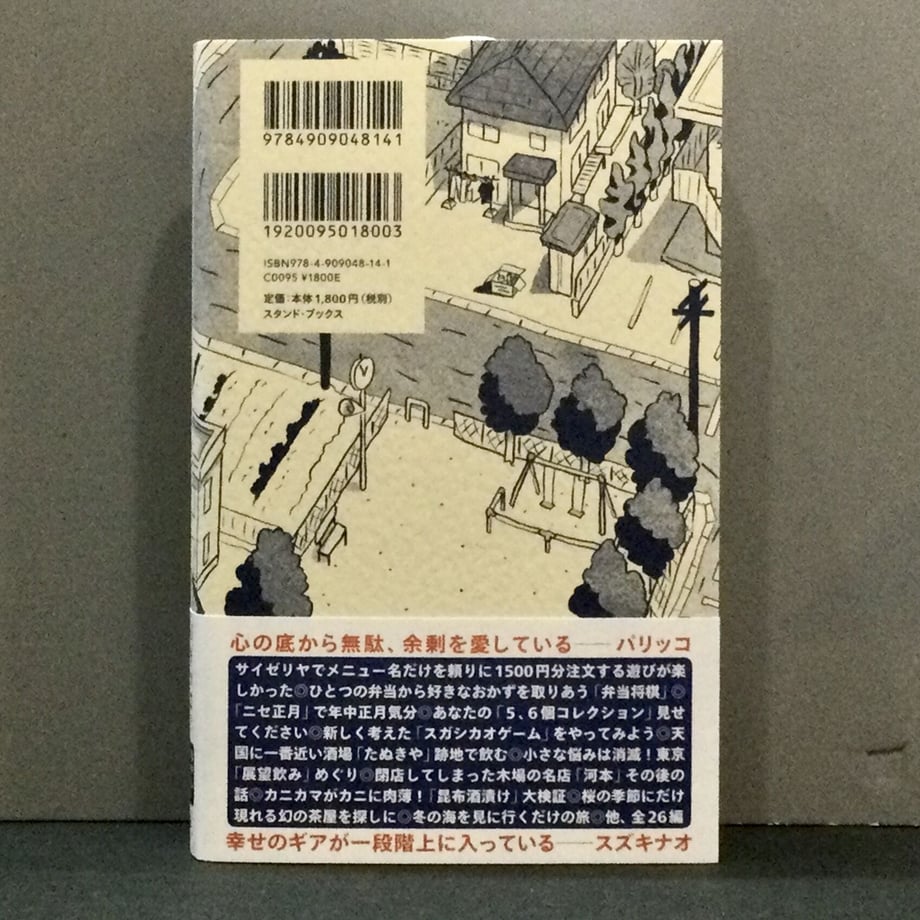 9784909048141
1920095018003
ISBN978-4-909048-14-1
C0095 ¥1800E
定価：本体1,800円（税別）
スタンド・ブックス
心の底から無駄、余剰を愛している——パリッコ
サイゼリヤでメニュー名だけを頼りに1500円分注文する遊びが楽
しかった◎ひとつの弁当から好きなおかずを取りあう「弁当将棋」◎
「ニセ正月」で年中正月気分◎あなたの「5、6個コレクション」見せ
てください◎新しく考えた「スガシカオゲーム」をやってみよう◎天
国に一番近い酒場「たぬきや」跡地で飲む◎小さな悩みは消滅！東京
「展望飲み」めぐり◎閉店してしまった木場の名店「河本」その後の
話◎カニカマがカニに肉薄！「昆布酒漬け」大検証◎桜の季節にだけ
現れる幻の茶屋を探しに◎冬の海を見に行くだけの旅◎他、全26編
幸せのギアが一段階上に入っている——スズキナオ